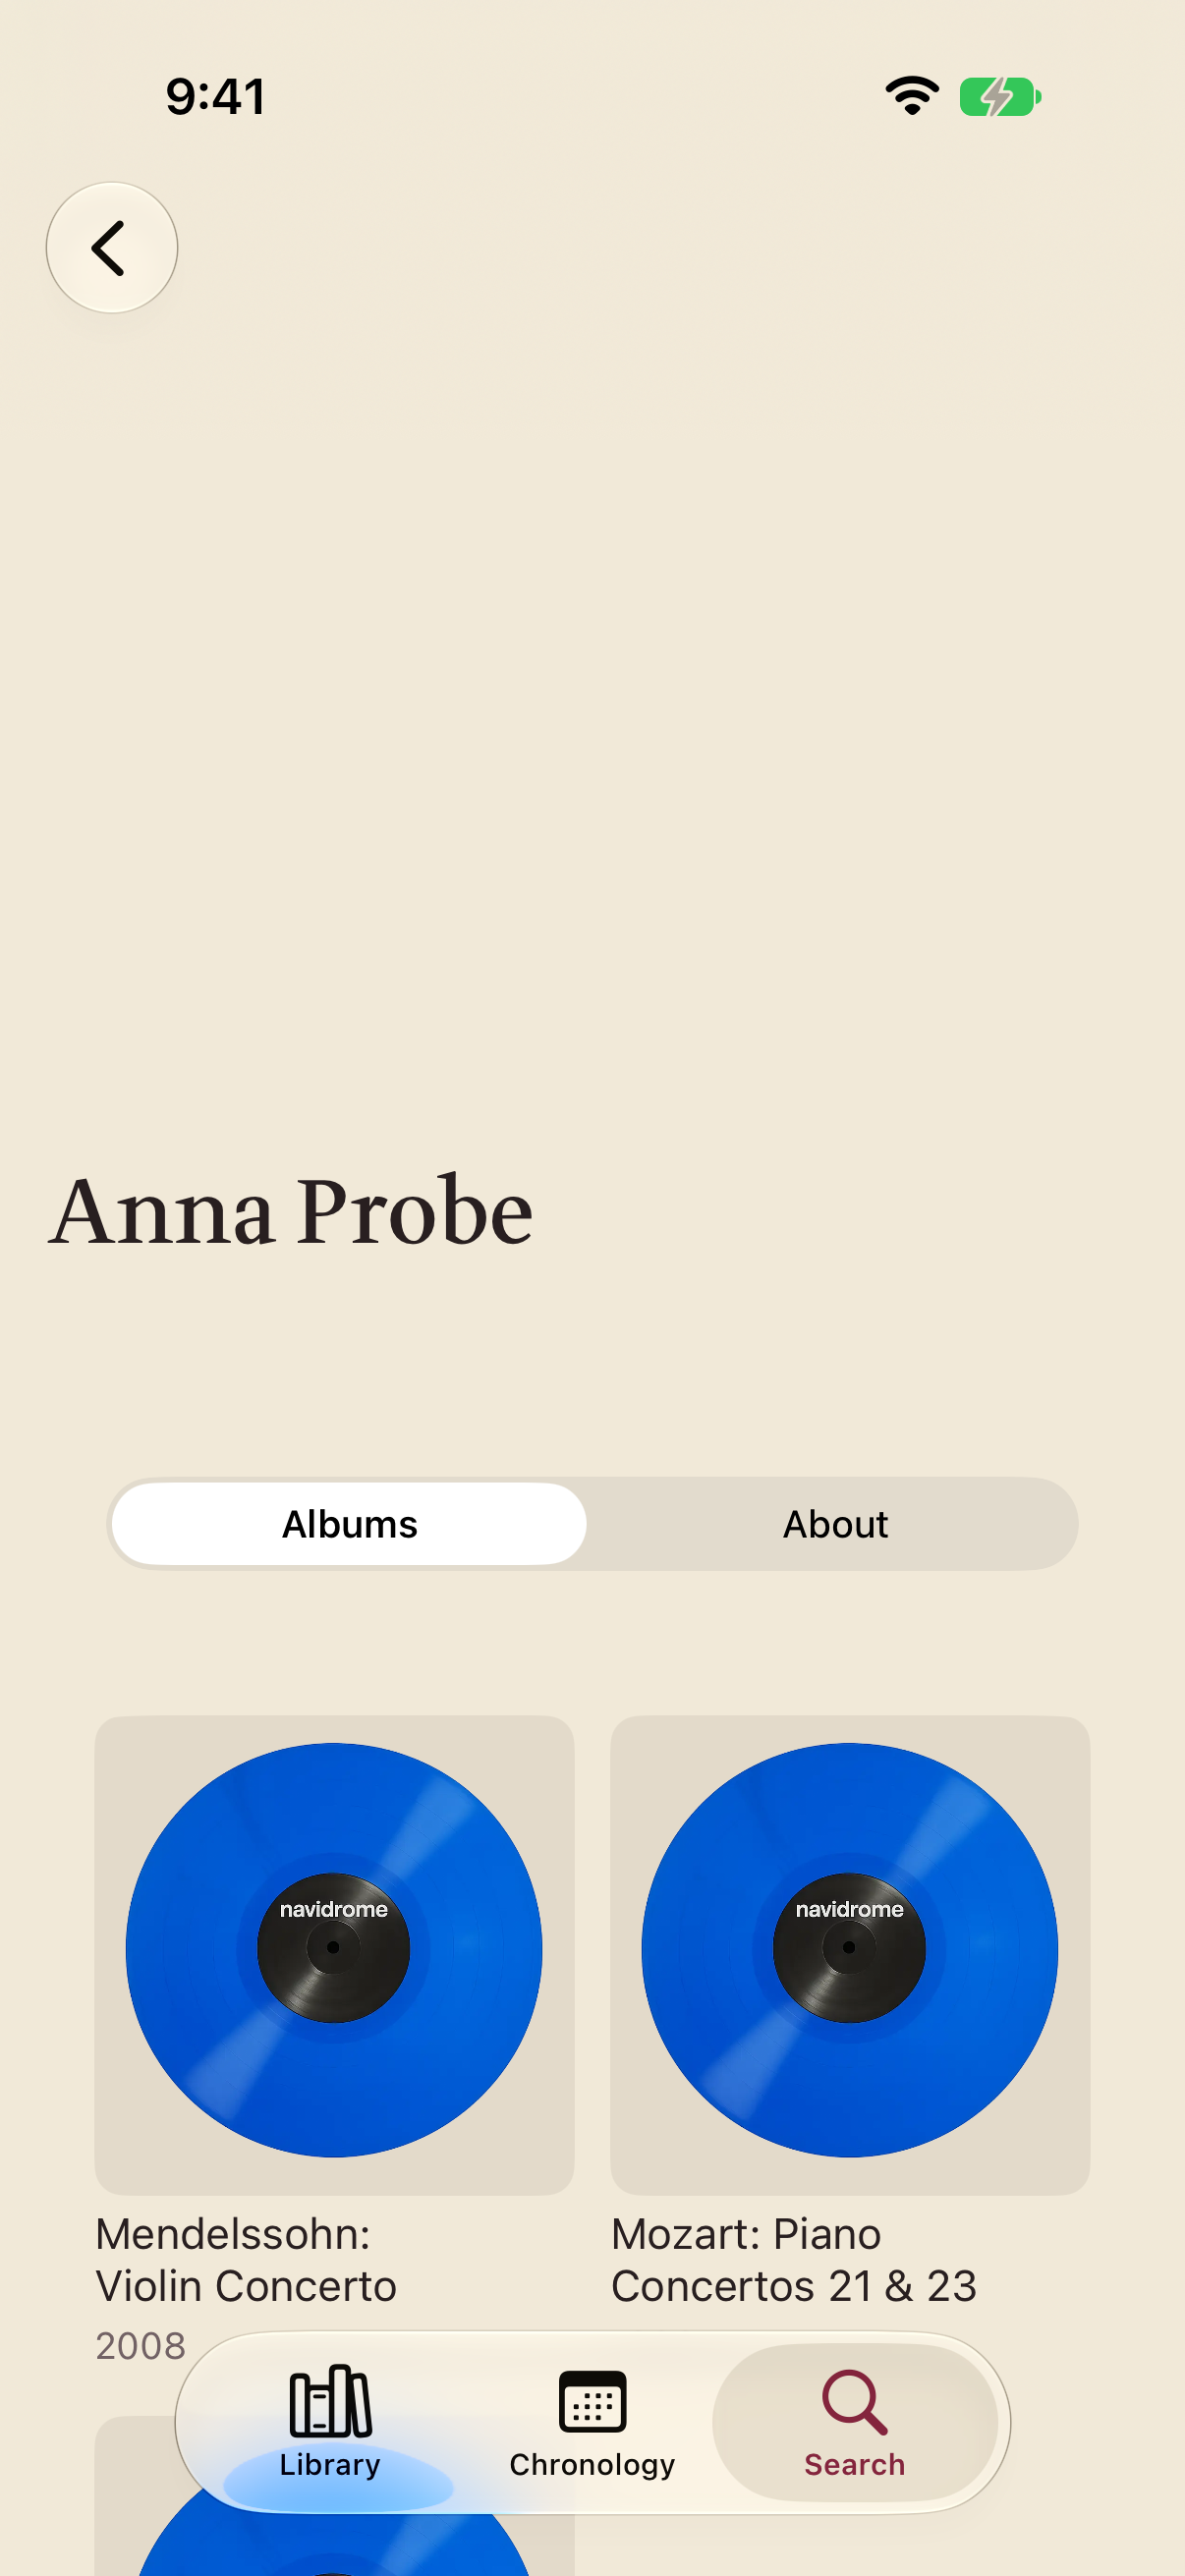 9:41
Anna Probe
Albums
About
navidrome
navidrome
Mendelssohn:
Violin Concerto
2008
Mozart: Piano
Concertos 21 & 23
Library
Chronology
Search